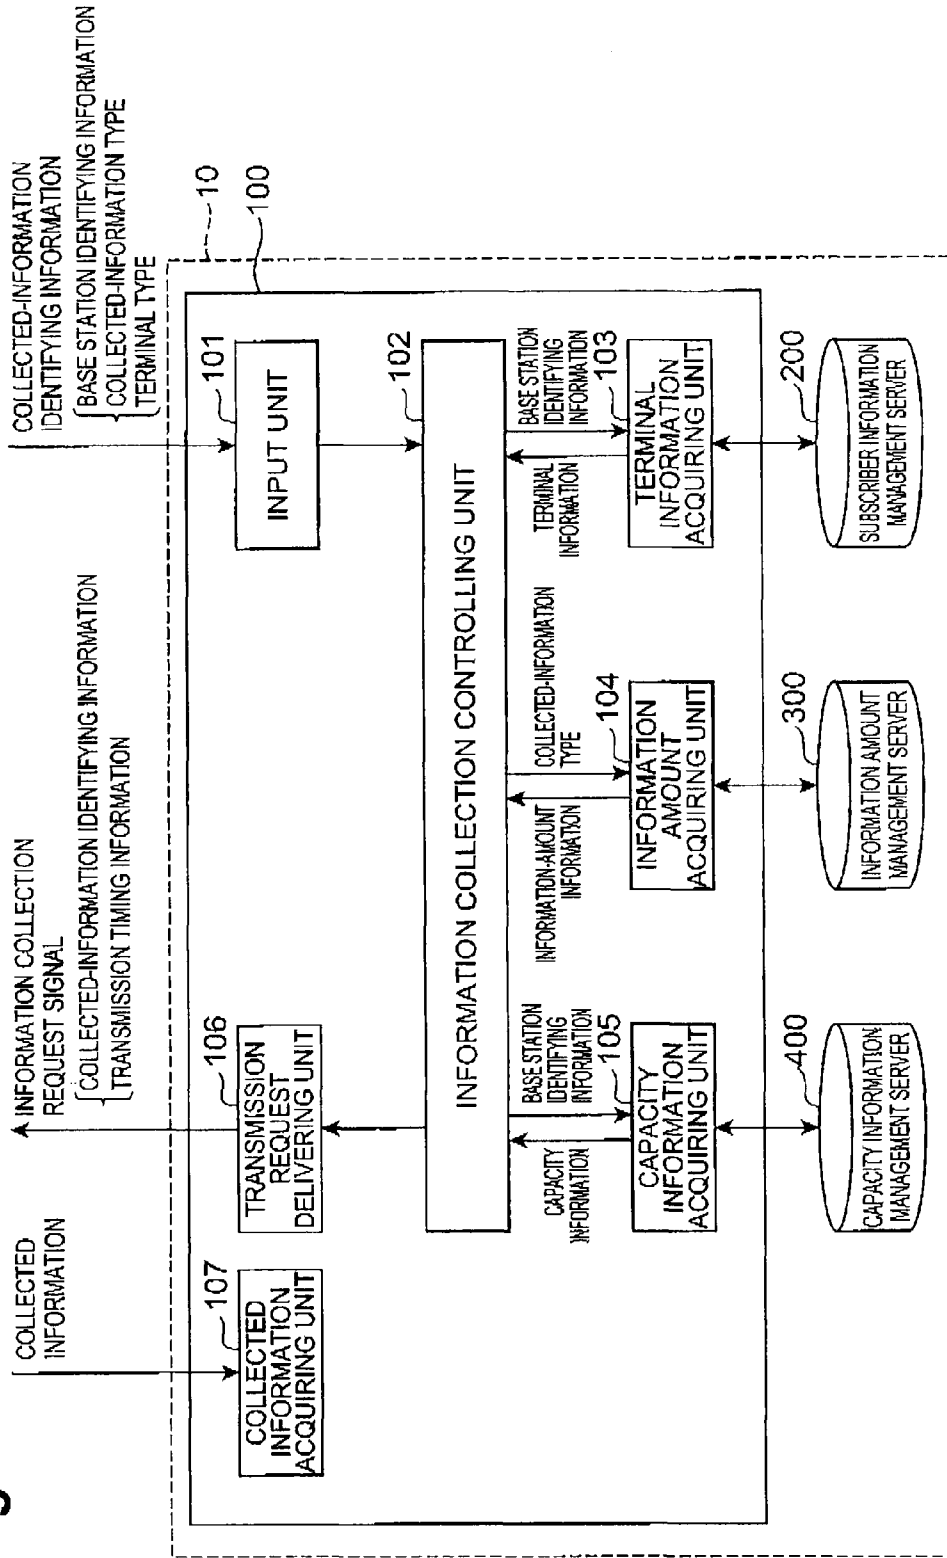 COLLECTED
INFORMATION
INFORMATION COLLECTION
REQUEST SIGNAL
COLLECTED-INFORMATION IDENTIFYING INFORMATION
TRANSMISSION TIMING INFORMATION
COLLECTED-INFORMATION
IDENTIFYING INFORMATION
BASE STATION IDENTIFYING INFORMATION
COLLECTED-INFORMATION TYPE
TERMINAL TYPE
10
100
107
COLLECTED
INFORMATION
ACQUIRING UNIT
106
TRANSMISSION
REQUEST
DELIVERING UNIT
101
INPUT UNIT
102
INFORMATION COLLECTION CONTROLLING UNIT
CAPACITY
INFORMATION
BASE STATION
IDENTIFYING
INFORMATION
105
CAPACITY
INFORMATION
ACQUIRING UNIT
INFORMATION-AMOUNT
INFORMATION
COLLECTED-INFORMATION
TYPE
104
INFORMATION
AMOUNT
ACQUIRING UNIT
TERMINAL
INFORMATION
BASE STATION
IDENTIFYING
INFORMATION
103
TERMINAL
INFORMATION
ACQUIRING UNIT
400
CAPACITY INFORMATION
MANAGEMENT SERVER
300
INFORMATION AMOUNT
MANAGEMENT SERVER
200
SUBSCRIBER INFORMATION
MANAGEMENT SERVER